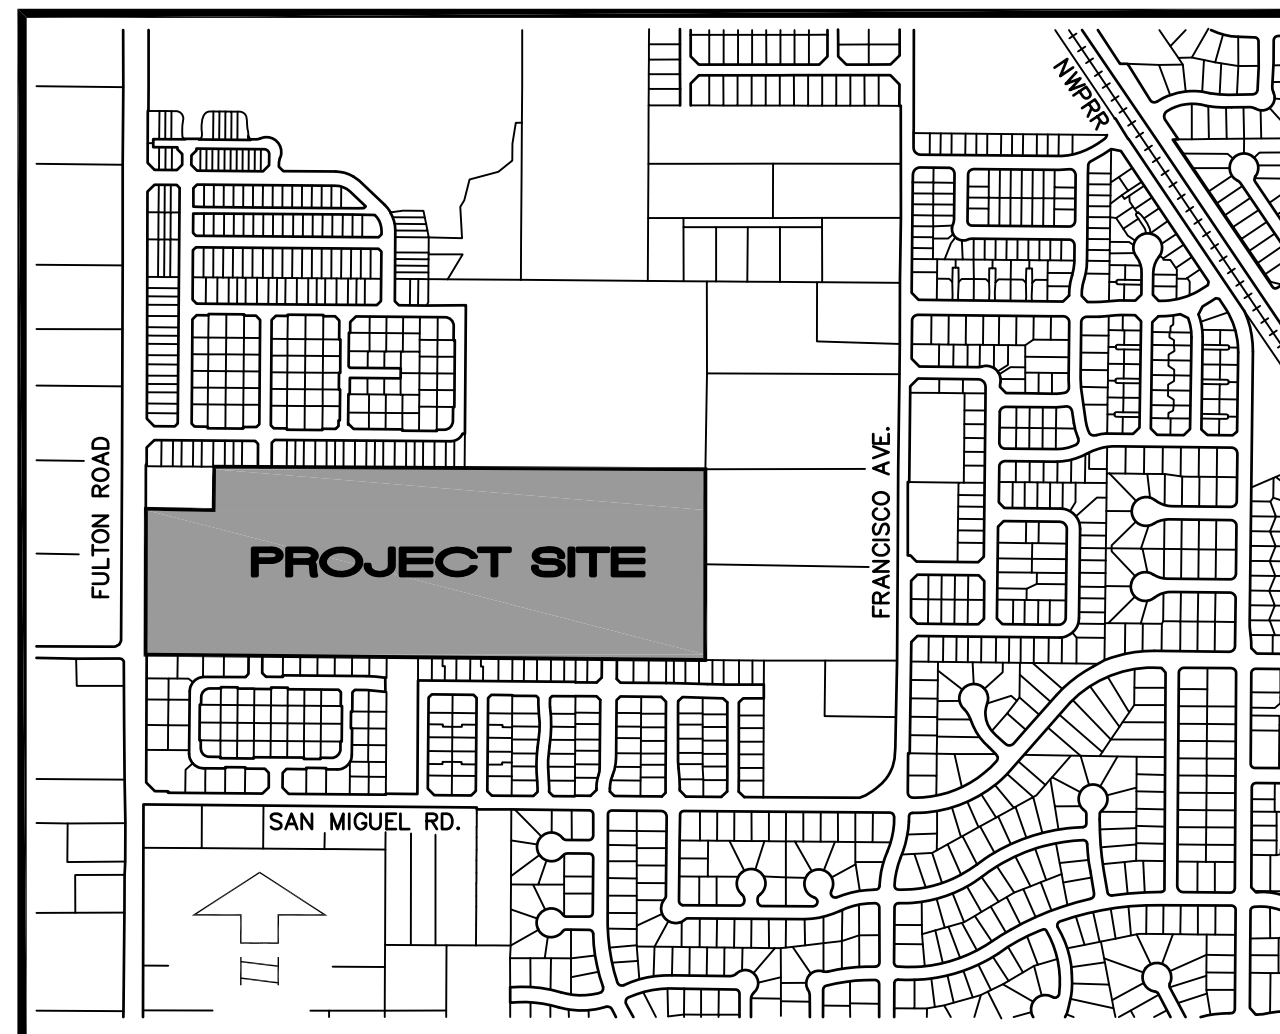 NWPRR
FULTON ROAD
FRANCISCO AVE.
PROJECT SITE
SAN MIGUEL RD.
N